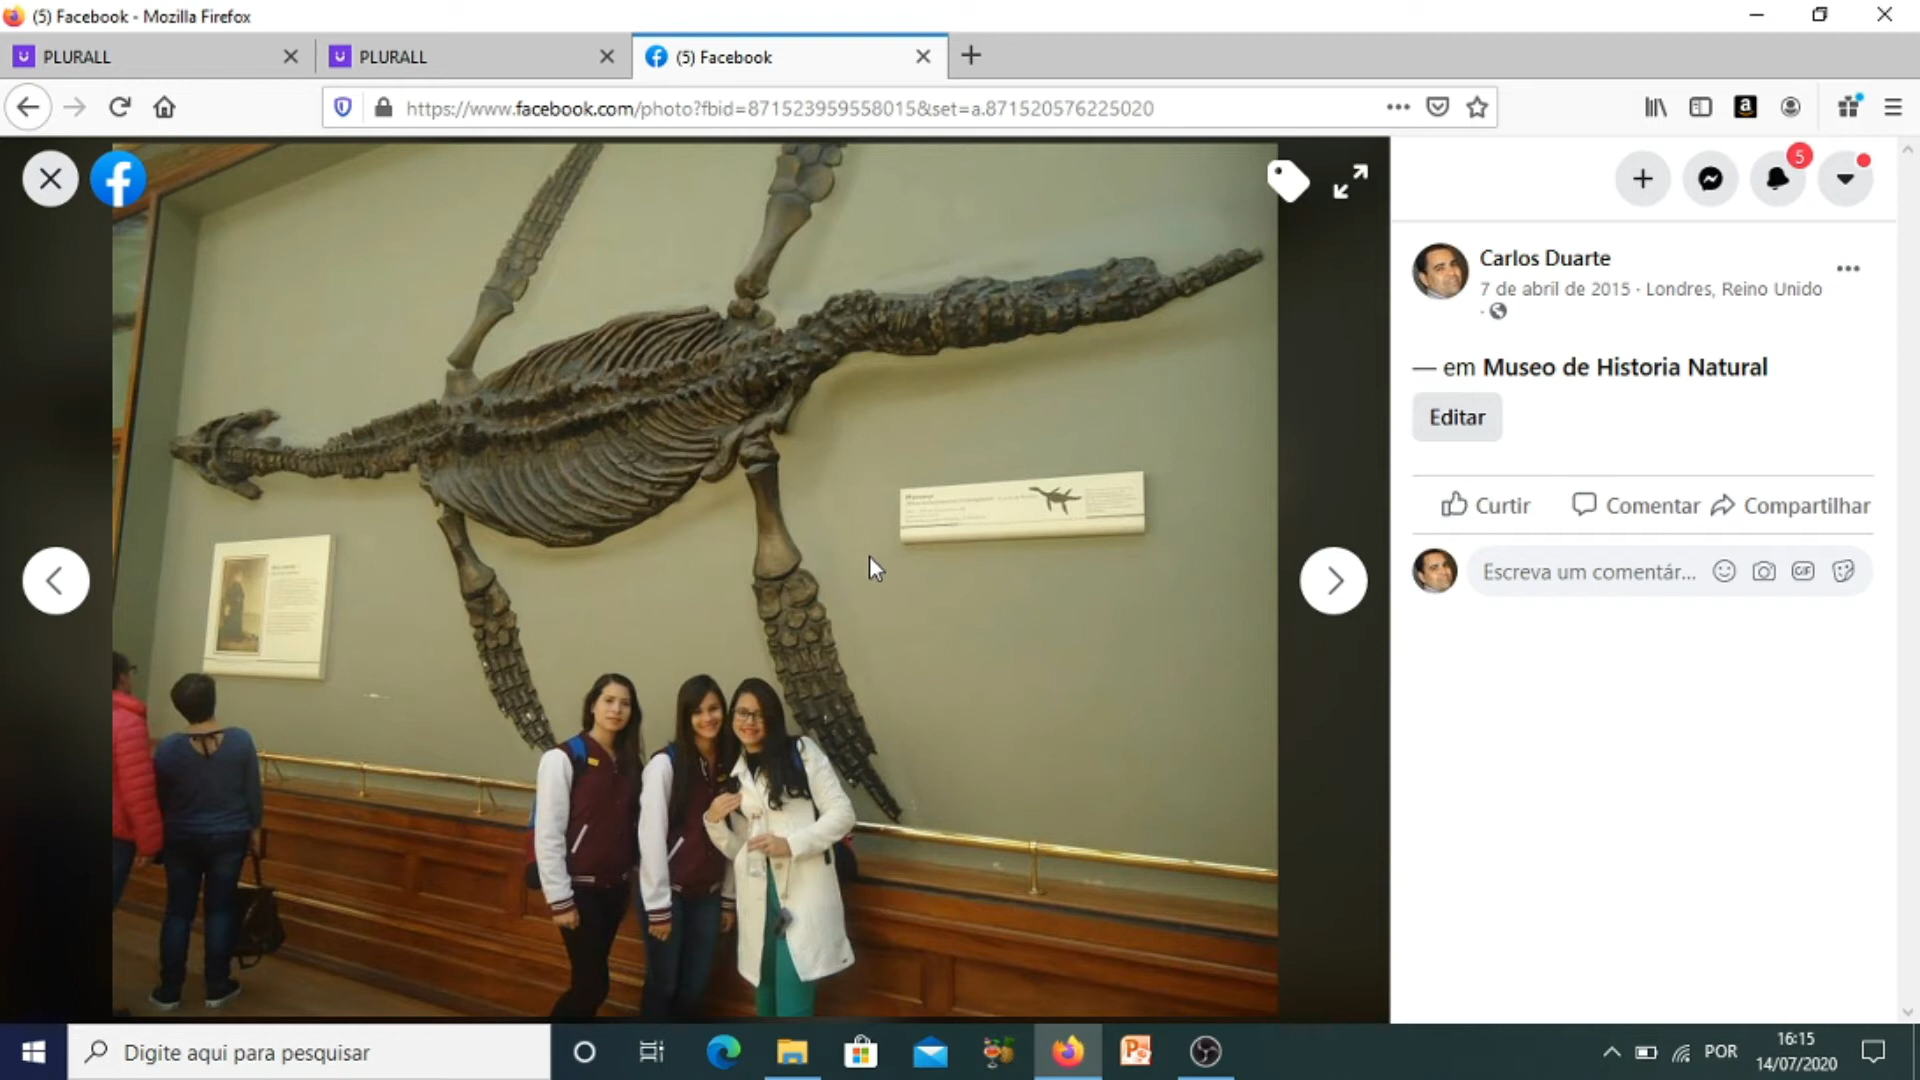 (5) Facebook - Mozilla Firefox
PLURALL
PLURALL
(5) Facebook
https://www.facebook.com/photo?fbid=871523959558015&set=a.871520576225020
5
Carlos Duarte
7 de abril de 2015 · Londres, Reino Unido
— em Museo de Historia Natural
Editar
Curtir
Comentar
Compartilhar
Escreva um comentár...
GIF
Digite aqui para pesquisar
POR
16:15
14/07/2020